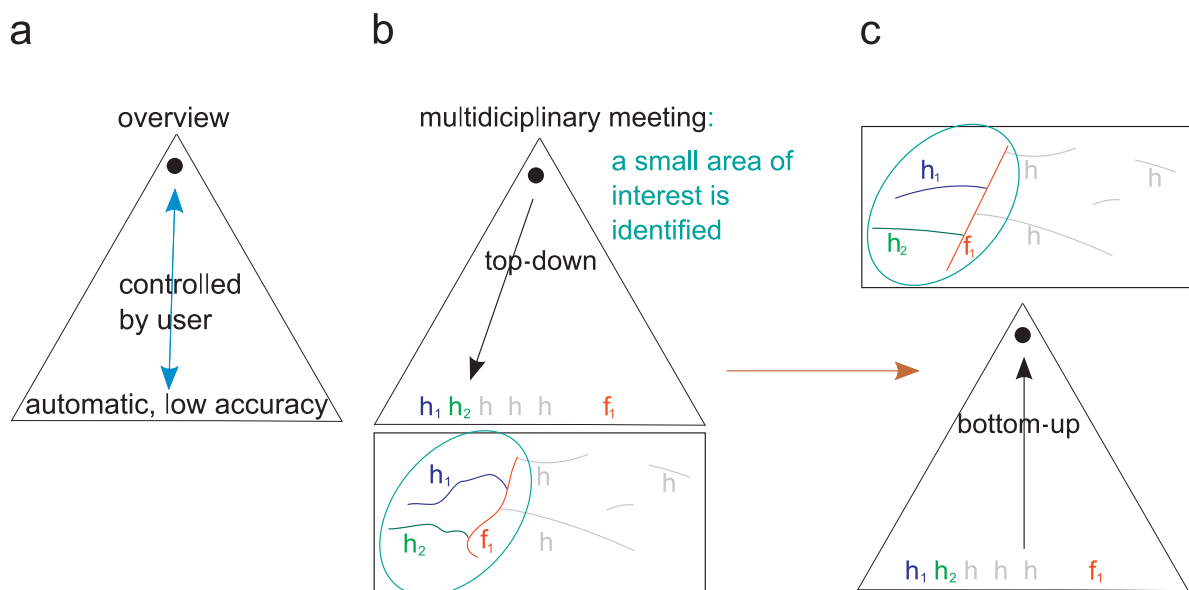 a
overview
controlled
by user
automatic, low accuracy
b
multidiciplinary meeting:
a small area of
interest is
identified
top-down
h₁ h₂ h h h f₁
h₁ h h
h₂ f₁ h
c
h₁ h h
h₂ f₁ h
bottom-up
h₁ h₂ h h h f₁